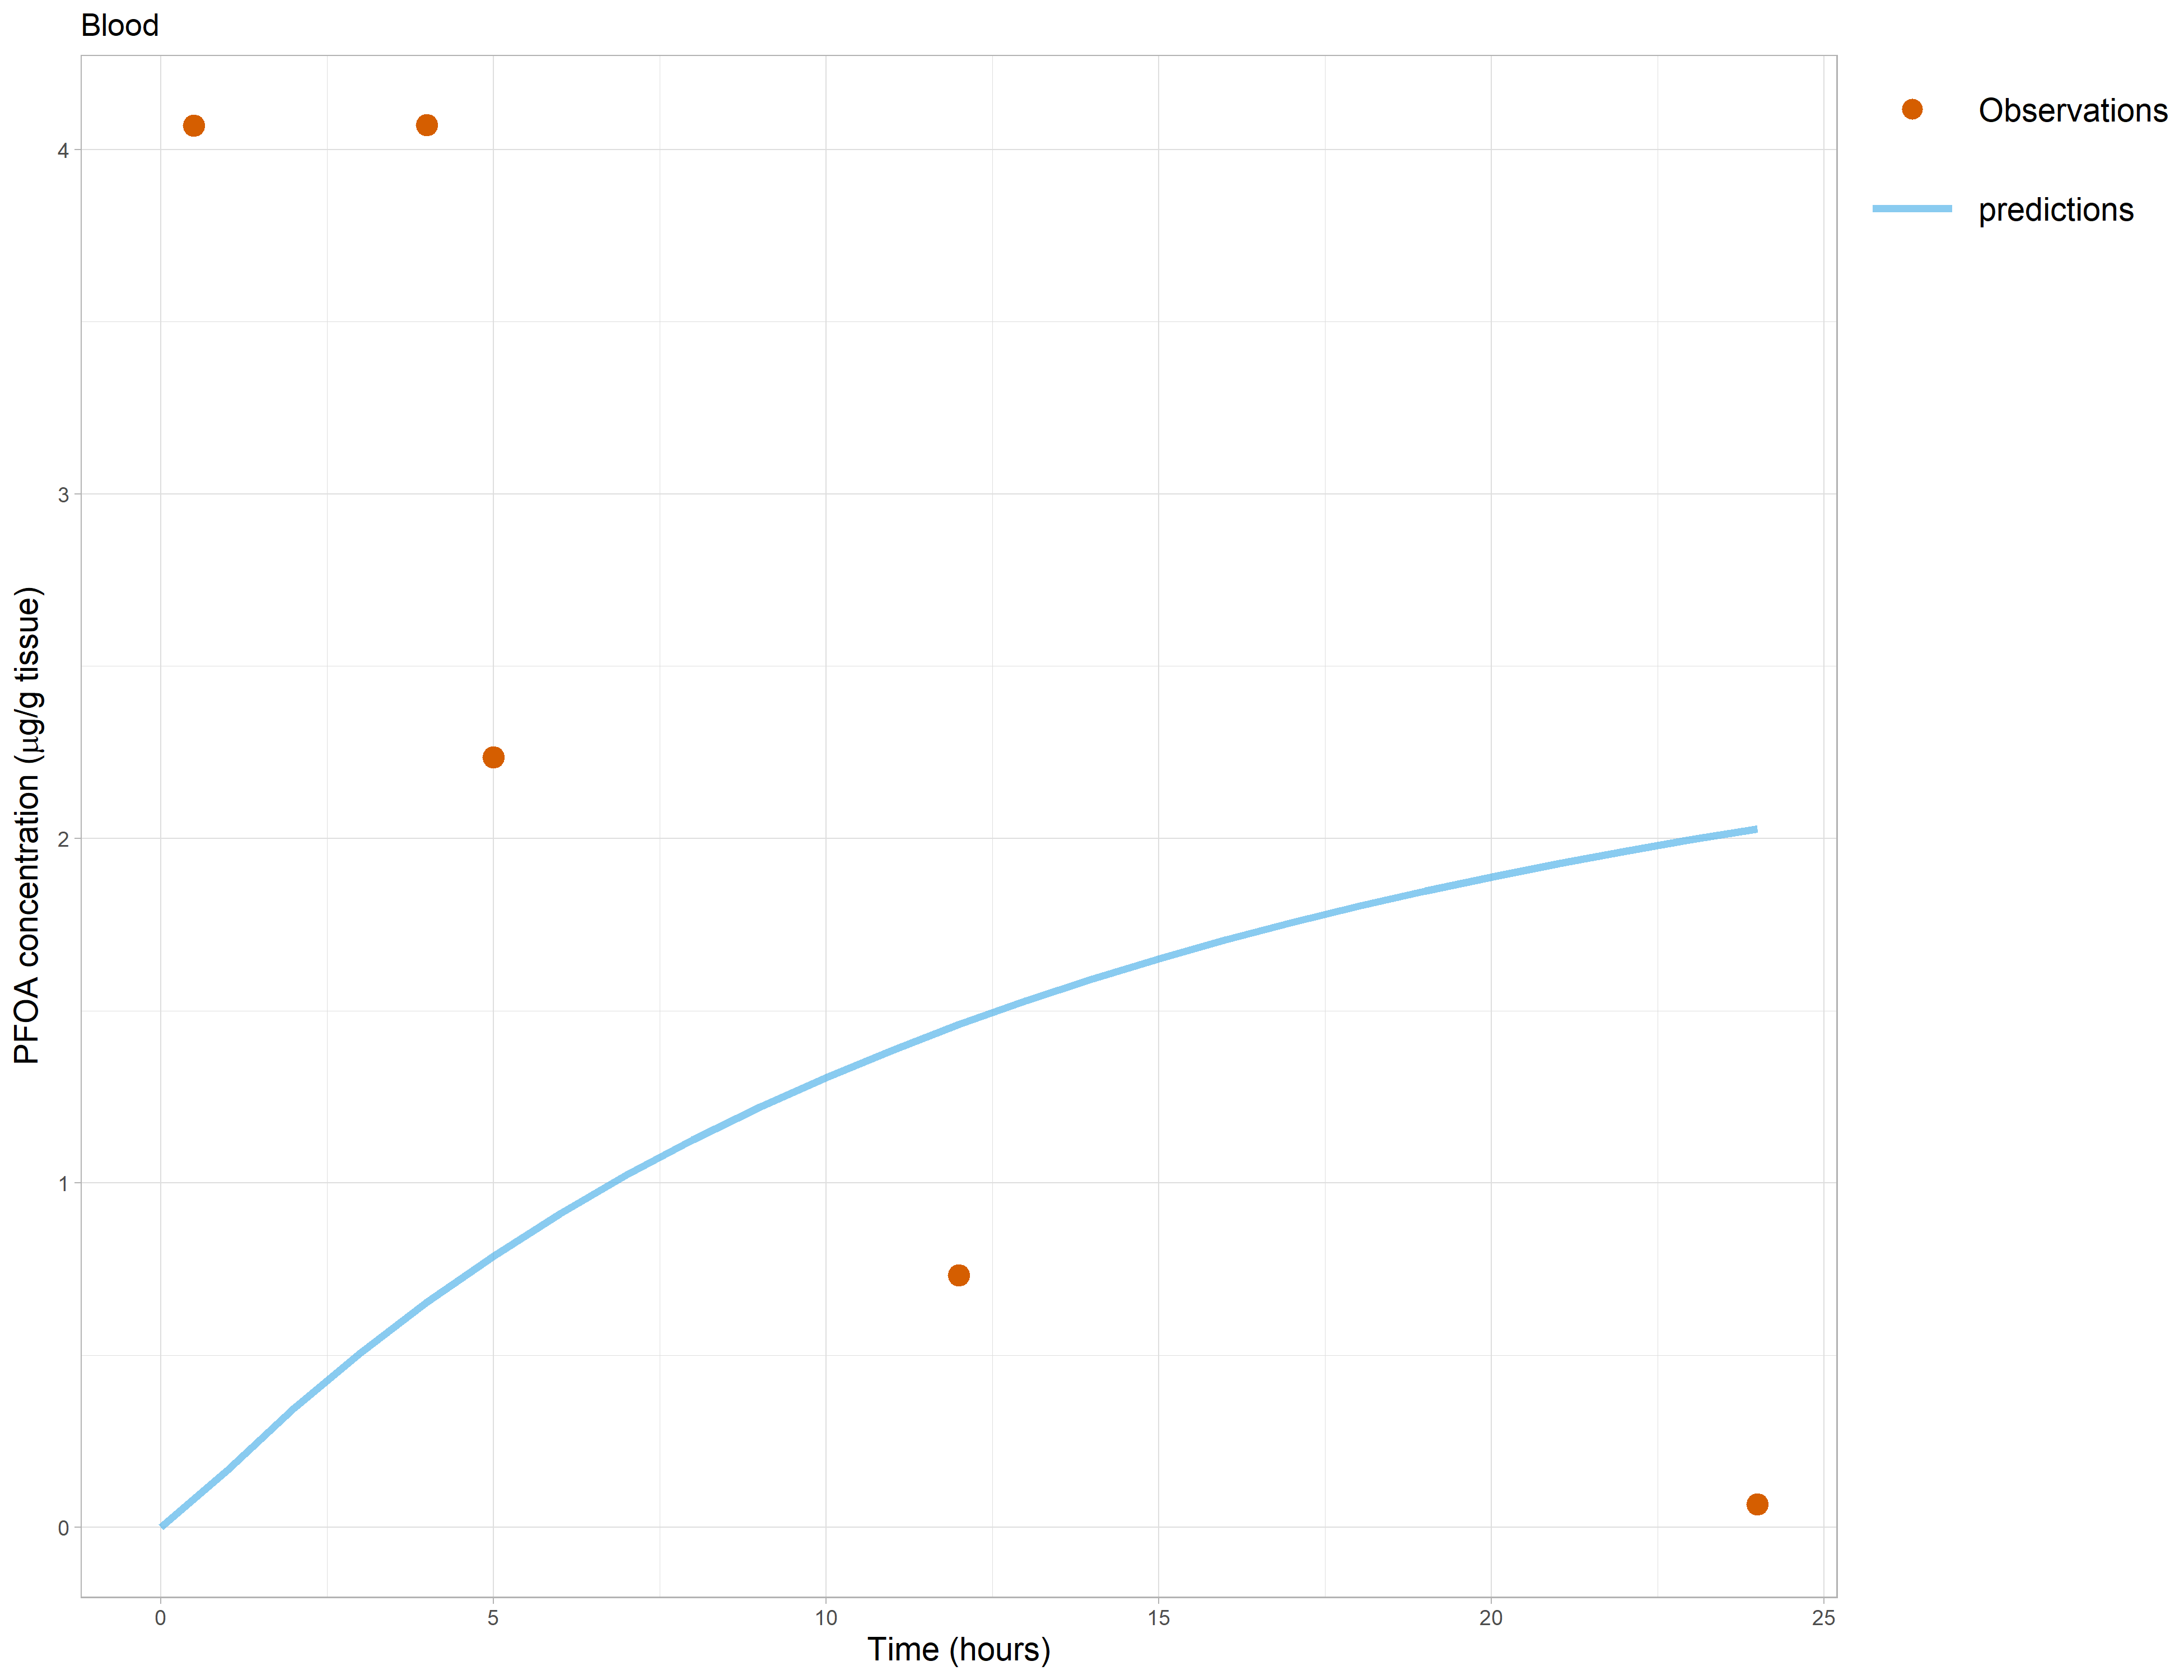 Blood
Observations
predictions
PFOA concentration (μg/g tissue)
4
3
2
1
0
0 5 10 15 20 25
Time (hours)